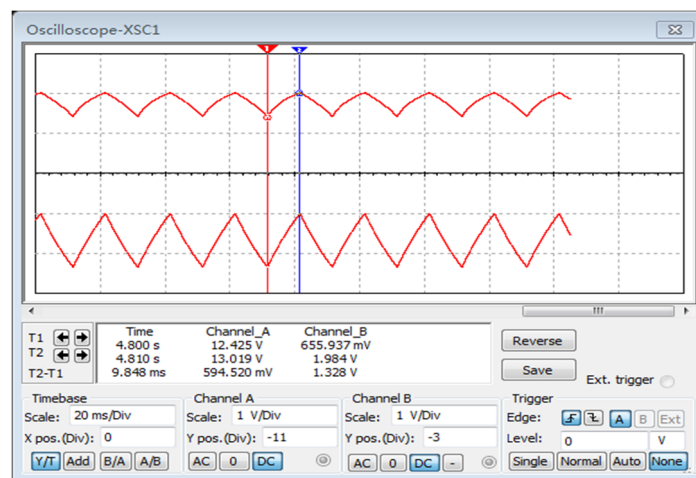 Oscilloscope-XSC1
1 2
T1 T2 T2-T1
Time Channel_A Channel_B
4.800 s 12.425 V 655.937 mV
4.810 s 13.019 V 1.984 V
9.848 ms 594.520 mV 1.328 V
Reverse
Save
Ext. trigger
Timebase
Scale: 20 ms/Div
X pos.(Div): 0
Y/T Add B/A A/B
Channel A
Scale: 1 V/Div
Y pos.(Div): -11
AC 0 DC
Channel B
Scale: 1 V/Div
Y pos.(Div): -3
AC 0 DC -
Trigger
Edge: A B Ext
Level: 0 V
Single Normal Auto None